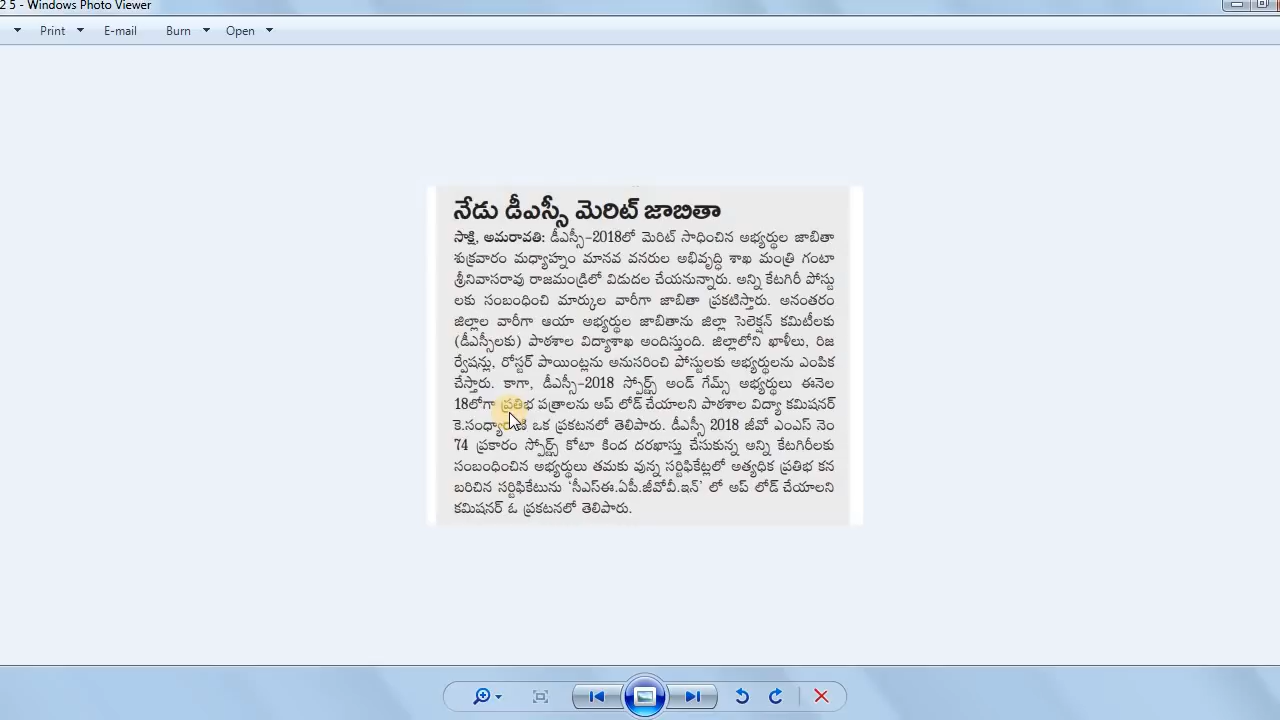 2 5 - Windows Photo Viewer
Print E-mail Burn Open
నేడు డీఎస్సీ మెరిట్ జాబితా
సాక్షి, అమరావతి: డీఎస్సీ–2018లో మెరిట్ సాధించిన అభ్యర్థుల జాబితా
శుక్రవారం మధ్యాహ్నం మానవ వనరుల అభివృద్ధి శాఖ మంత్రి గంటా
శ్రీనివాసరావు రాజమండ్రిలో విడుదల చేయనున్నారు. అన్ని కేటగిరీ పోస్టు
లకు సంబంధించి మార్కుల వారీగా జాబితా ప్రకటిస్తారు. అనంతరం
జిల్లాల వారీగా ఆయా అభ్యర్థుల జాబితాను జిల్లా సెలెక్షన్ కమిటీలకు
(డీఎస్సీలకు) పాఠశాల విద్యాశాఖ అందిస్తుంది. జిల్లాలోని ఖాళీలు, రిజ
ర్వేషన్లు, రోస్టర్ పాయింట్లను అనుసరించి పోస్టులకు అభ్యర్థులను ఎంపిక
చేస్తారు. కాగా, డీఎస్సీ–2018 స్పోర్ట్స్ అండ్ గేమ్స్ అభ్యర్థులు ఈనెల
18లోగా ప్రతిభ పత్రాలను అప్ లోడ్ చేయాలని పాఠశాల విద్యా కమిషనర్
ఒక ప్రకటనలో తెలిపారు. డీఎస్సీ 2018 జీవో ఎంఎస్ నెం
74 ప్రకారం స్పోర్ట్స్ కోటా కింద దరఖాస్తు చేసుకున్న అన్ని కేటగిరీలకు
సంబంధించిన అభ్యర్థులు తమకు వున్న సర్టిఫికేట్లలో అత్యధిక ప్రతిభ కన
బరిచిన సర్టిఫికేటును ‘సీఎస్ఈ.ఏపీ.జీవోవీ.ఇన్’ లో అప్ లోడ్ చేయాలని
కమిషనర్ ఓ ప్రకటనలో తెలిపారు.